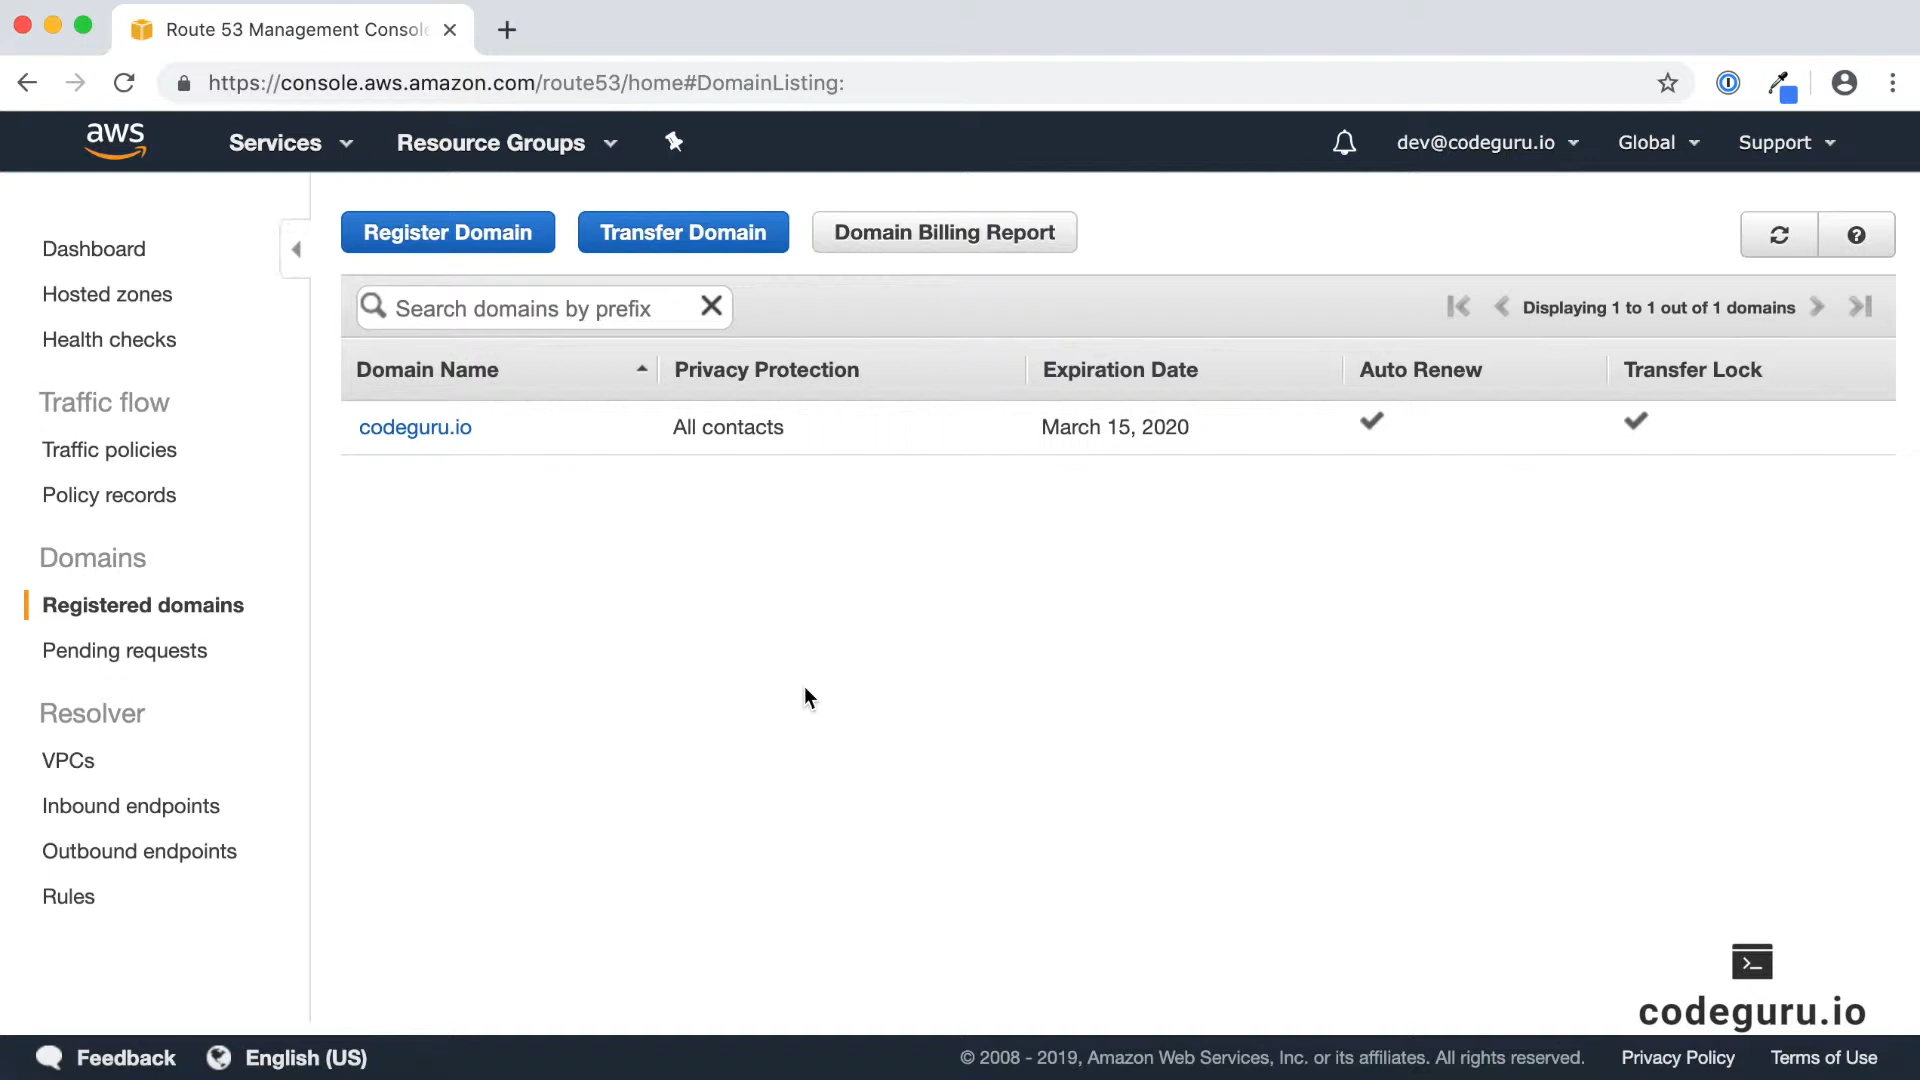 Route 53 Management Consol
https://console.aws.amazon.com/route53/home#DomainListing:
aws
Services
Resource Groups
dev@codeguru.io
Global
Support
Dashboard
Hosted zones
Health checks
Traffic flow
Traffic policies
Policy records
Domains
Registered domains
Pending requests
Resolver
VPCs
Inbound endpoints
Outbound endpoints
Rules
Register Domain
Transfer Domain
Domain Billing Report
Search domains by prefix
Displaying 1 to 1 out of 1 domains
Domain Name Privacy Protection Expiration Date Auto Renew Transfer Lock
codeguru.io All contacts March 15, 2020
codeguru.io
Feedback
English (US)
© 2008 - 2019, Amazon Web Services, Inc. or its affiliates. All rights reserved.
Privacy Policy
Terms of Use